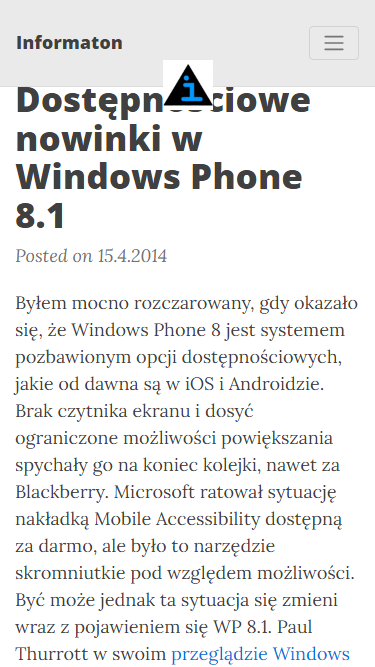 Informaton
Dostępnościowe
nowinki w
Windows Phone
8.1
Posted on 15.4.2014
Byłem mocno rozczarowany, gdy okazało
się, że Windows Phone 8 jest systemem
pozbawionym opcji dostępnościowych,
jakie od dawna są w iOS i Androidzie.
Brak czytnika ekranu i dosyć
ograniczone możliwości powiększania
spychały go na koniec kolejki, nawet za
Blackberry. Microsoft ratował sytuację
nakładką Mobile Accessibility dostępną
za darmo, ale było to narzędzie
skromniutkie pod względem możliwości.
Być może jednak ta sytuacja się zmieni
wraz z pojawieniem się WP 8.1. Paul
Thurrott w swoim przeglądzie Windows